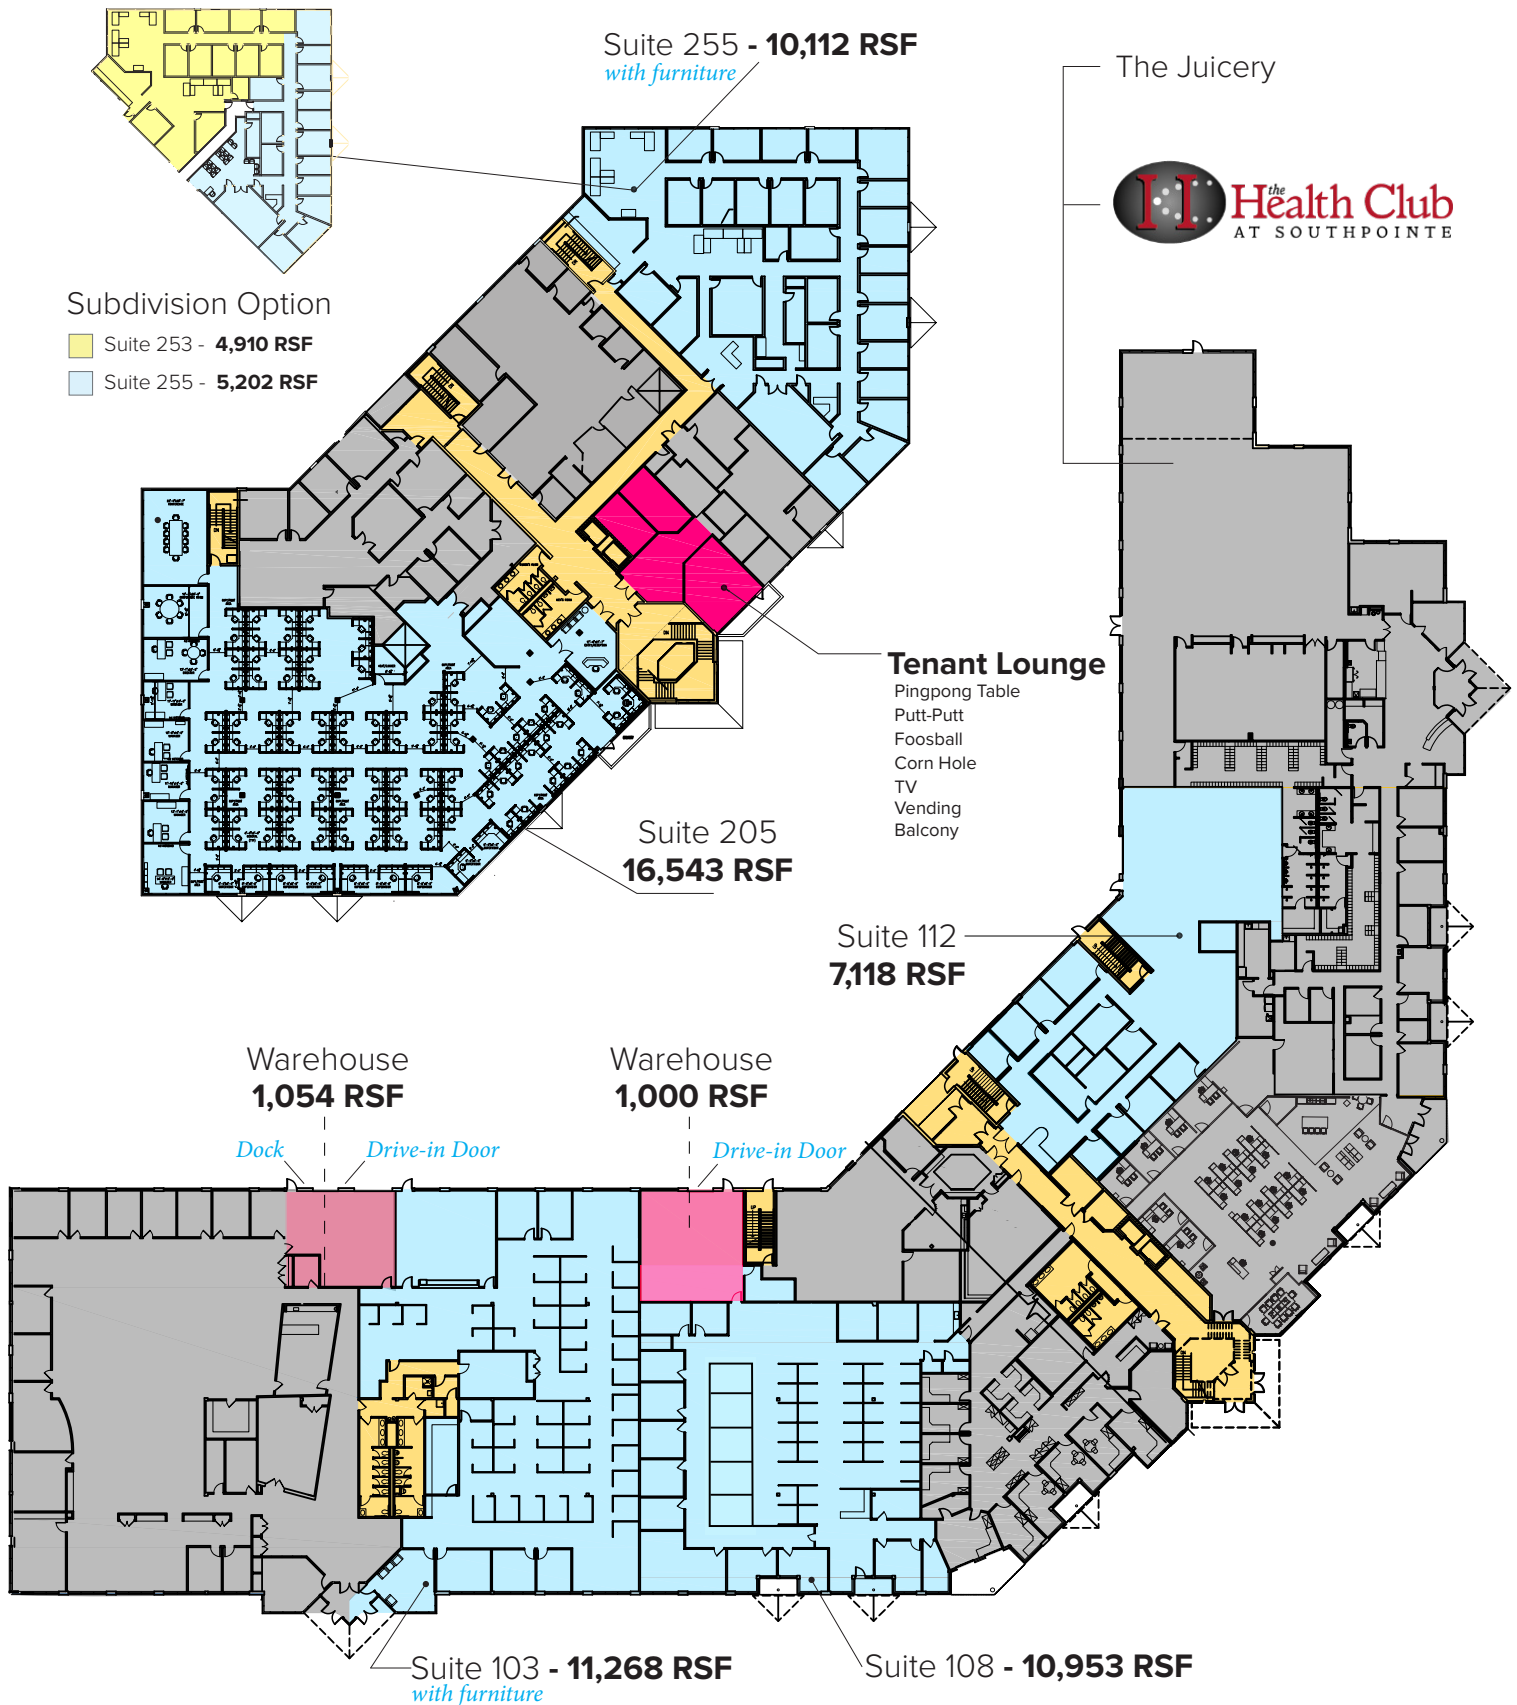 Suite 255 - 10,112 RSF
with furniture
The Juicery
the
Health Club
AT SOUTHPOINTE
Subdivision Option
Suite 253 - 4,910 RSF
Suite 255 - 5,202 RSF
Tenant Lounge
Pingpong Table
Putt-Putt
Foosball
Corn Hole
TV
Vending
Balcony
Suite 205
16,543 RSF
Suite 112
7,118 RSF
Warehouse
1,054 RSF
Dock
Drive-in Door
Warehouse
1,000 RSF
Drive-in Door
Suite 103 - 11,268 RSF
with furniture
Suite 108 - 10,953 RSF